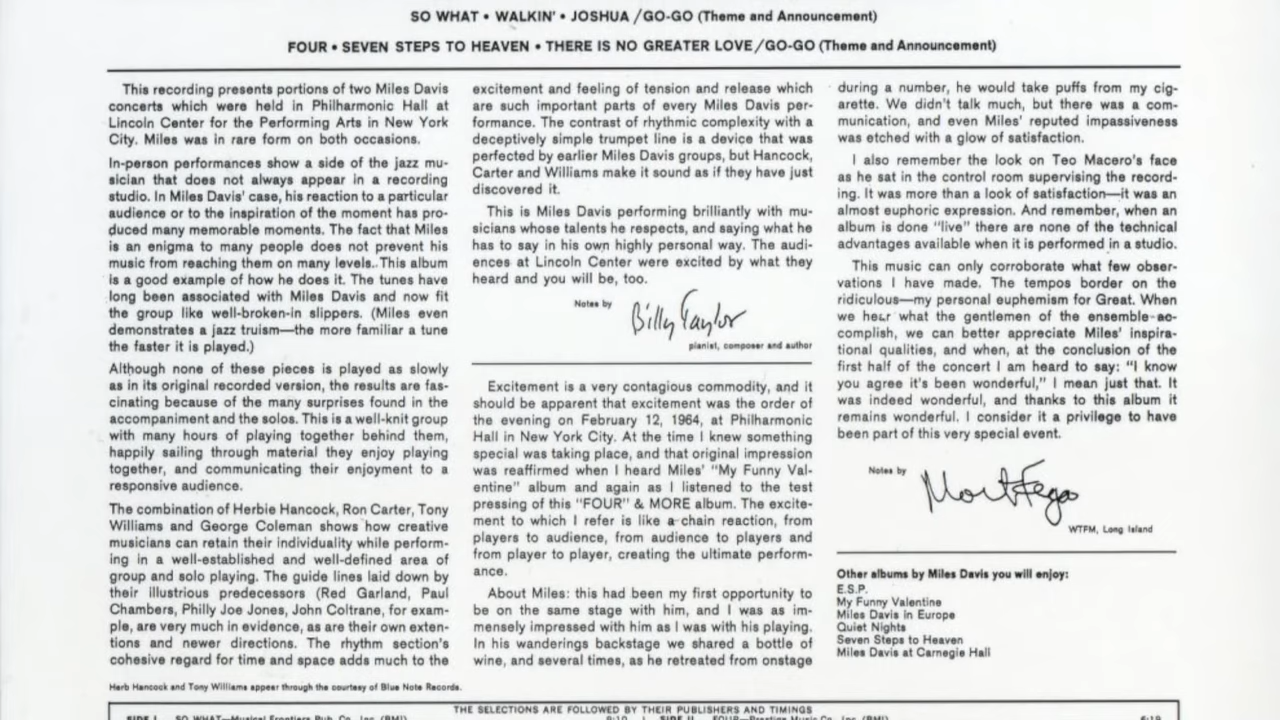 SO WHAT • WALKIN' • JOSHUA /GO-GO (Theme and Announcement)
FOUR • SEVEN STEPS TO HEAVEN • THERE IS NO GREATER LOVE/GO-GO (Theme and Announcement)
This recording presents portions of two Miles Davis
concerts which were held in Philharmonic Hall at
Lincoln Center for the Performing Arts in New York
City. Miles was in rare form on both occasions.
In-person performances show a side of the jazz mu-
sician that does not always appear in a recording
studio. In Miles Davis' case, his reaction to a particular
audience or to the inspiration of the moment has pro-
duced many memorable moments. The fact that Miles
is an enigma to many people does not prevent his
music from reaching them on many levels. This album
is a good example of how he does it. The tunes have
long been associated with Miles Davis and now fit
the group like well-broken-in slippers. (Miles even
demonstrates a jazz truism—the more familiar a tune
the faster it is played.)
Although none of these pieces is played as slowly
as in its original recorded version, the results are fas-
cinating because of the many surprises found in the
accompaniment and the solos. This is a well-knit group
with many hours of playing together behind them,
happily sailing through material they enjoy playing
together, and communicating their enjoyment to a
responsive audience.
The combination of Herbie Hancock, Ron Carter, Tony
Williams and George Coleman shows how creative
musicians can retain their individuality while perform-
ing in a well-established and well-defined area of
group and solo playing. The guide lines laid down by
their illustrious predecessors (Red Garland, Paul
Chambers, Philly Joe Jones, John Coltrane, for exam-
ple, are very much in evidence, as are their own exten-
tions and newer directions. The rhythm section's
cohesive regard for time and space adds much to the
excitement and feeling of tension and release which
are such important parts of every Miles Davis per-
formance. The contrast of rhythmic complexity with a
deceptively simple trumpet line is a device that was
perfected by earlier Miles Davis groups, but Hancock,
Carter and Williams make it sound as if they have just
discovered it.
This is Miles Davis performing brilliantly with mu-
sicians whose talents he respects, and saying what he
has to say in his own highly personal way. The audi-
ences at Lincoln Center were excited by what they
heard and you will be, too.
Notes by Billy Taylor
pianist, composer and author
Excitement is a very contagious commodity, and it
should be apparent that excitement was the order of
the evening on February 12, 1964, at Philharmonic
Hall in New York City. At the time I knew something
special was taking place, and that original impression
was reaffirmed when I heard Miles' "My Funny Val-
entine" album and again as I listened to the test
pressing of this "FOUR" & MORE album. The excite-
ment to which I refer is like a chain reaction, from
players to audience, from audience to players and
from player to player, creating the ultimate perform-
ance.
About Miles: this had been my first opportunity to
be on the same stage with him, and I was as im-
mensely impressed with him as I was with his playing.
In his wanderings backstage we shared a bottle of
wine, and several times, as he retreated from onstage
during a number, he would take puffs from my cig-
arette. We didn't talk much, but there was a com-
munication, and even Miles' reputed impassiveness
was etched with a glow of satisfaction.
I also remember the look on Teo Macero's face
as he sat in the control room supervising the record-
ing. It was more than a look of satisfaction—it was an
almost euphoric expression. And remember, when an
album is done "live" there are none of the technical
advantages available when it is performed in a studio.
This music can only corroborate what few obser-
vations I have made. The tempos border on the
ridiculous—my personal euphemism for Great. When
we hear what the gentlemen of the ensemble ac-
complish, we can better appreciate Miles' inspira-
tional qualities, and when, at the conclusion of the
first half of the concert I am heard to say: "I know
you agree it's been wonderful," I mean just that. It
was indeed wonderful, and thanks to this album it
remains wonderful. I consider it a privilege to have
been part of this very special event.
Notes by Mort Fega
WTFM, Long Island
Other albums by Miles Davis you will enjoy:
E.S.P.
My Funny Valentine
Miles Davis in Europe
Quiet Nights
Seven Steps to Heaven
Miles Davis at Carnegie Hall
Herb Hancock and Tony Williams appear through the courtesy of Blue Note Records.
THE SELECTIONS ARE FOLLOWED BY THEIR PUBLISHERS AND TIMINGS
SIDE I SO WHAT—Musical Frontiers Pub. Co., Inc. (BMI) 9:10 SIDE II FOUR—Prestige Music Co., Inc. (BMI) 6:19